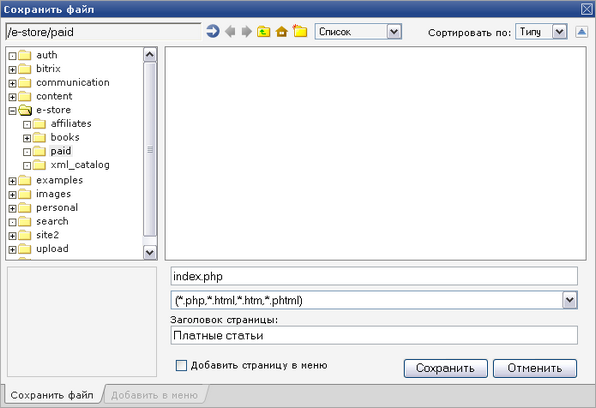 Сохранить файл
/e-store/paid
Список
Сортировать по:
Типу
auth
bitrix
communication
content
e-store
affiliates
books
paid
xml_catalog
examples
images
personal
search
site2
upload
index.php
(*.php,*.html,*.htm,*.phtml)
Заголовок страницы:
Платные статьи
Добавить страницу в меню
Сохранить
Отменить
Сохранить файл
Добавить в меню